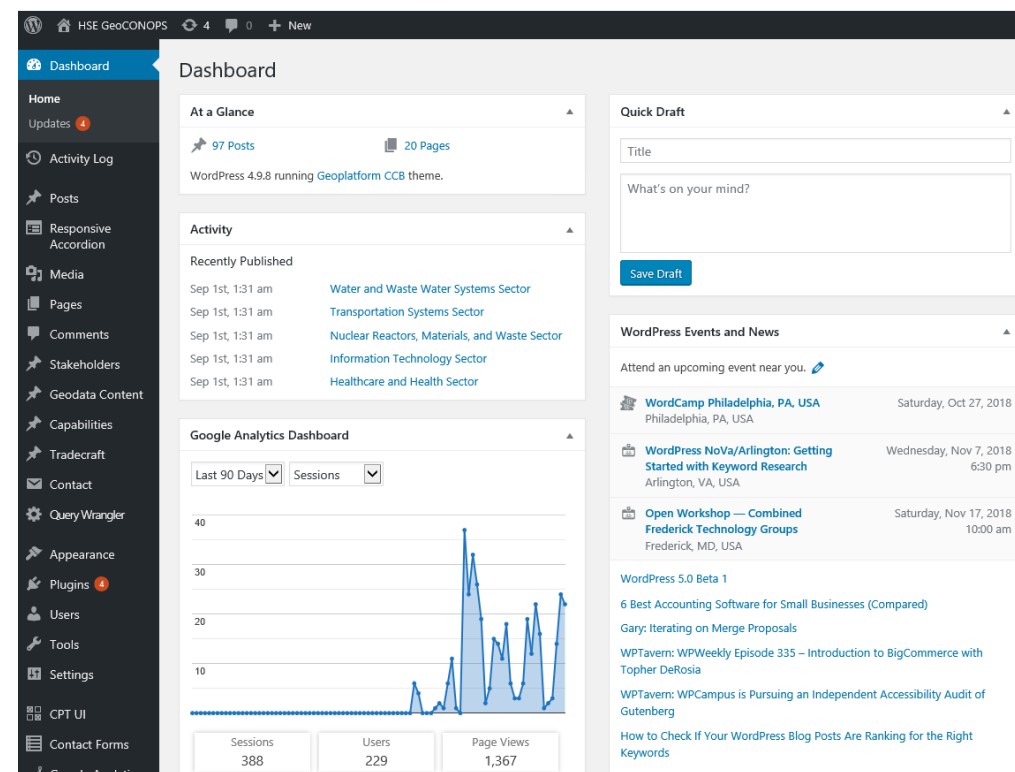 HSE GeoCONOPS 4 0 New
Dashboard
Home
Updates 4
Activity Log
Posts
Responsive
Accordion
Media
Pages
Comments
Stakeholders
Geodata Content
Capabilities
Tradecraft
Contact
Query Wrangler
Appearance
Plugins 4
Users
Tools
Settings
CPT UI
Contact Forms
Dashboard
At a Glance
97 Posts 20 Pages
WordPress 4.9.8 running Geoplatform CCB theme.
Activity
Recently Published
Sep 1st, 1:31 am Water and Waste Water Systems Sector
Sep 1st, 1:31 am Transportation Systems Sector
Sep 1st, 1:31 am Nuclear Reactors, Materials, and Waste Sector
Sep 1st, 1:31 am Information Technology Sector
Sep 1st, 1:31 am Healthcare and Health Sector
Google Analytics Dashboard
Last 90 Days Sessions
40
30
20
10
Sessions Users Page Views
388 229 1,367
Quick Draft
Title
What's on your mind?
Save Draft
WordPress Events and News
Attend an upcoming event near you.
WordCamp Philadelphia, PA, USA Saturday, Oct 27, 2018
Philadelphia, PA, USA
WordPress NoVa/Arlington: Getting Wednesday, Nov 7, 2018
Started with Keyword Research 6:30 pm
Arlington, VA, USA
Open Workshop — Combined Saturday, Nov 17, 2018
Frederick Technology Groups 10:00 am
Frederick, MD, USA
WordPress 5.0 Beta 1
6 Best Accounting Software for Small Businesses (Compared)
Gary: Iterating on Merge Proposals
WPTavern: WPWeekly Episode 335 – Introduction to BigCommerce with
Topher DeRosia
WPTavern: WPCampus is Pursuing an Independent Accessibility Audit of
Gutenberg
How to Check If Your WordPress Blog Posts Are Ranking for the Right
Keywords